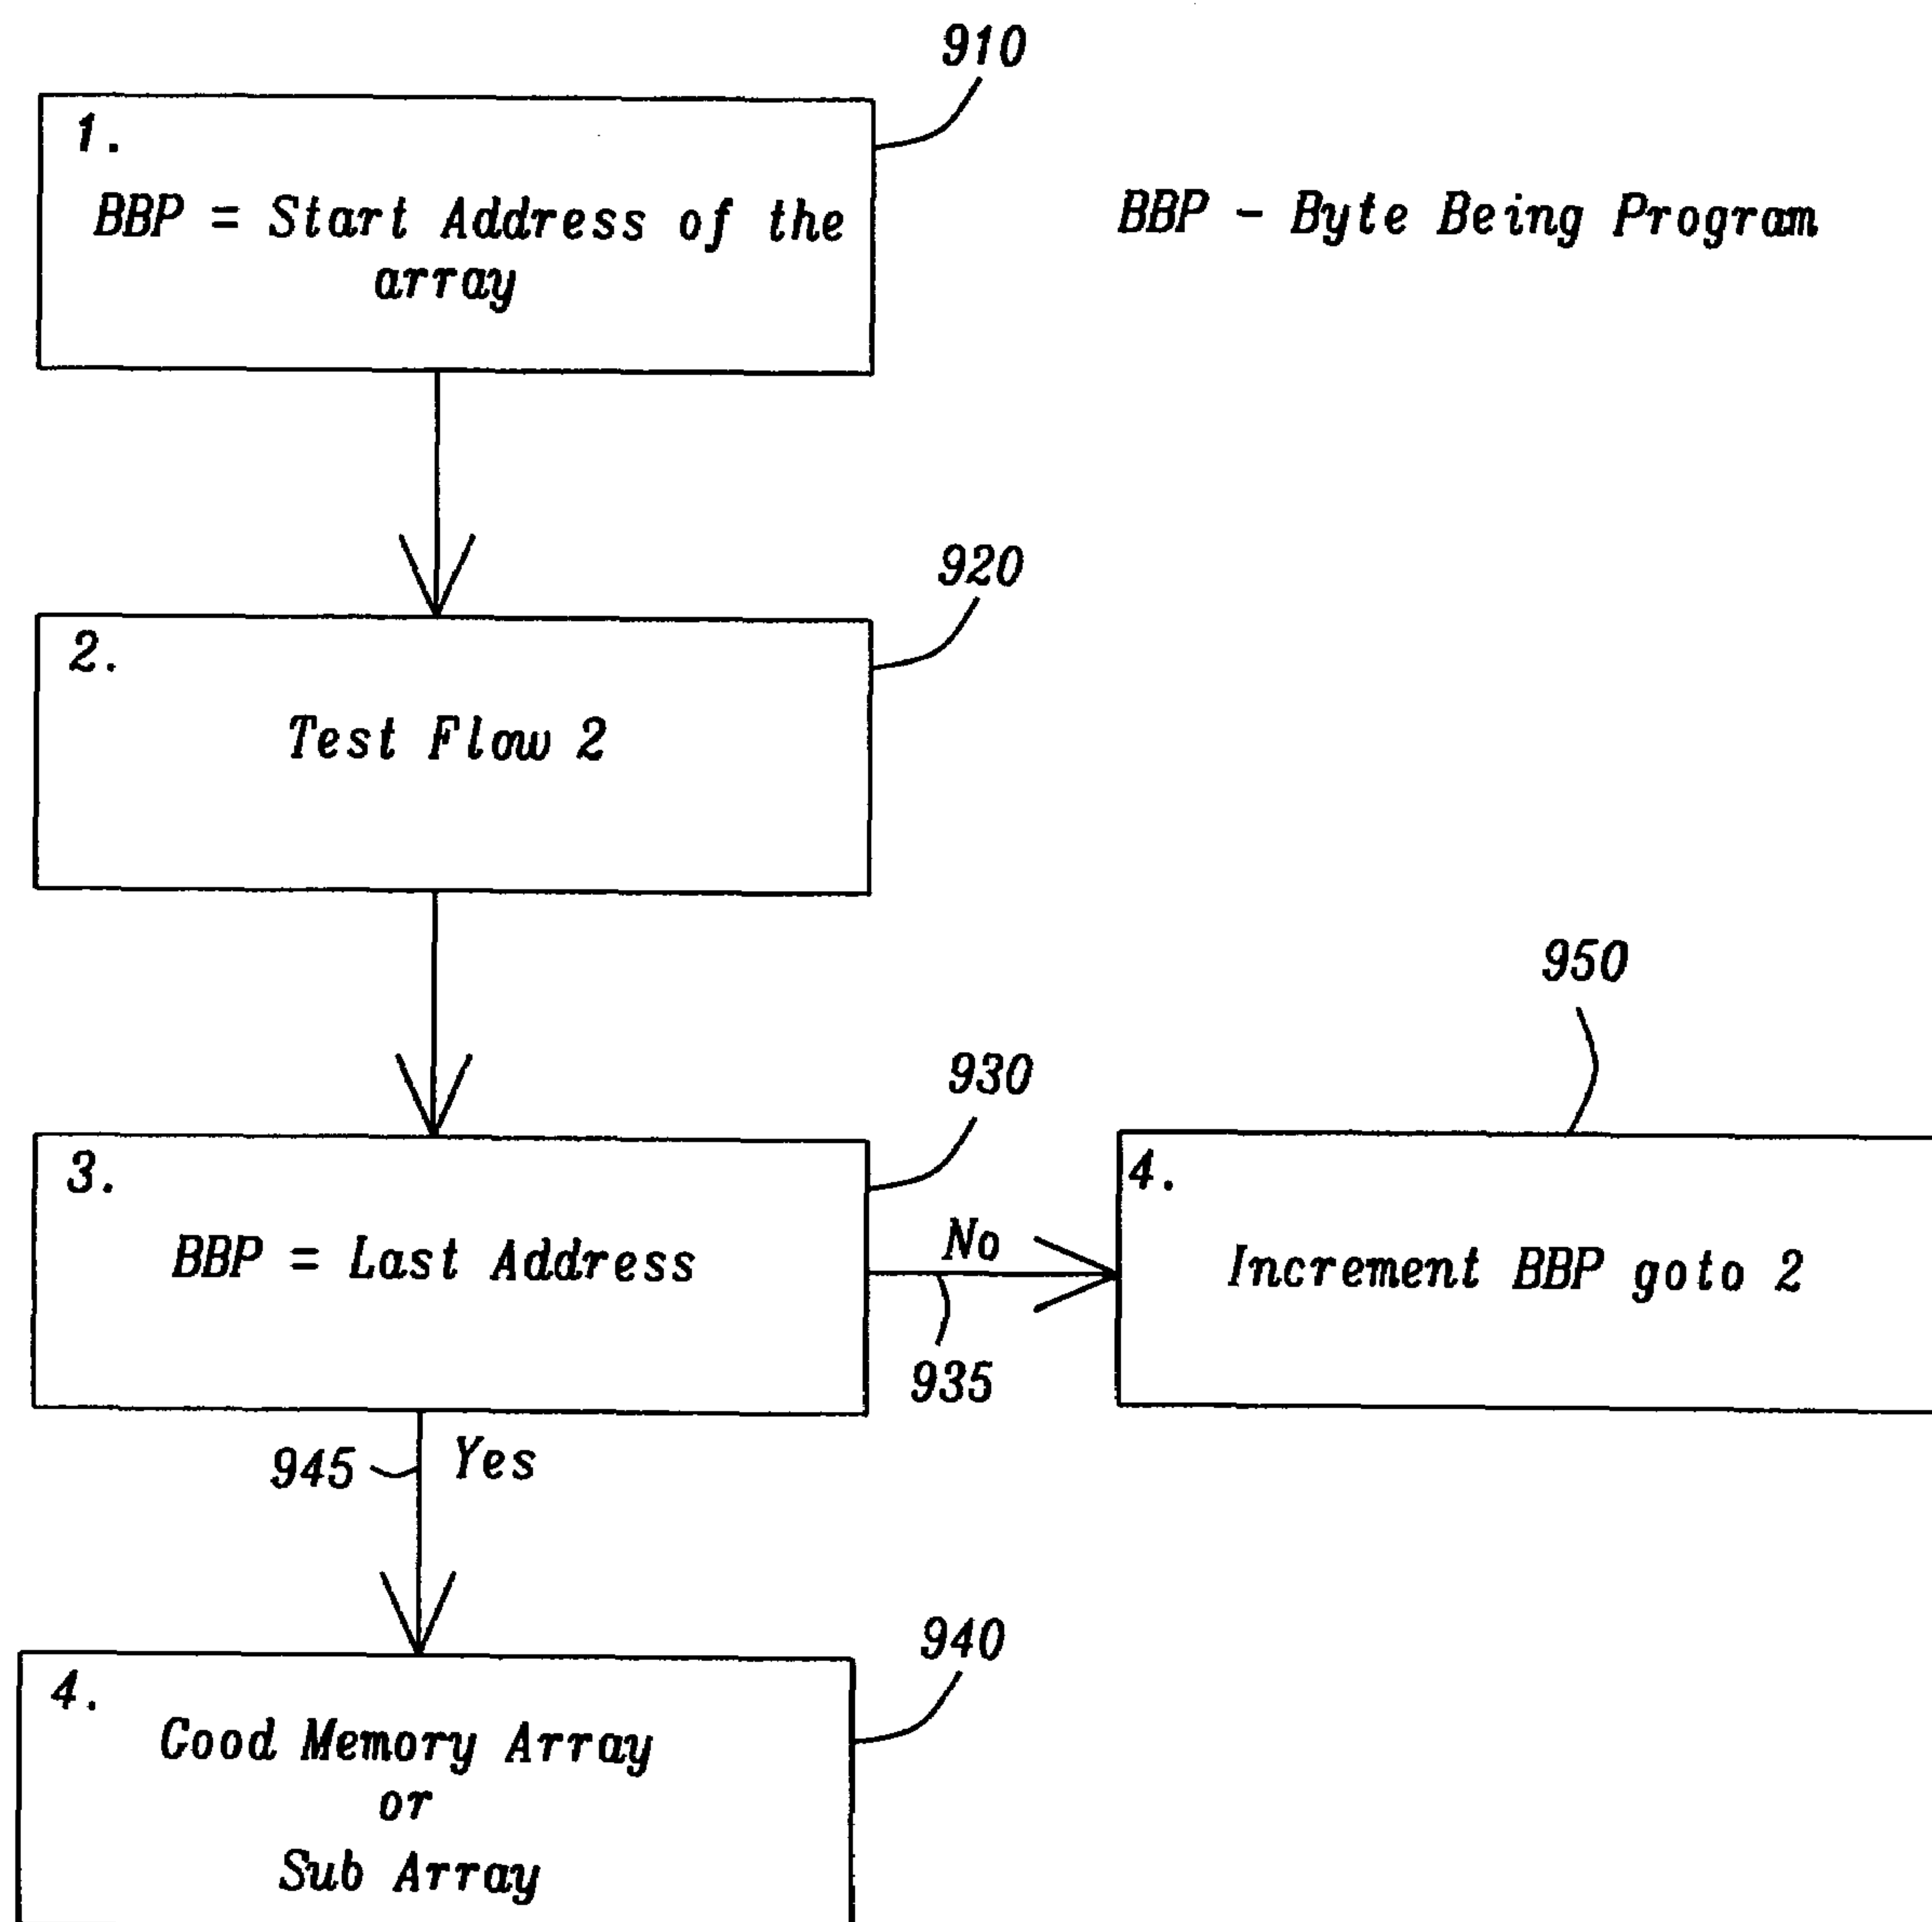 910
1.
BBP = Start Address of the
array
BBP - Byte Being Program
920
2.
Test Flow 2
950
930
3.
BBP = Last Address
No
935
4.
Increment BBP goto 2
945
Yes
940
4.
Good Memory Array
or
Sub Array